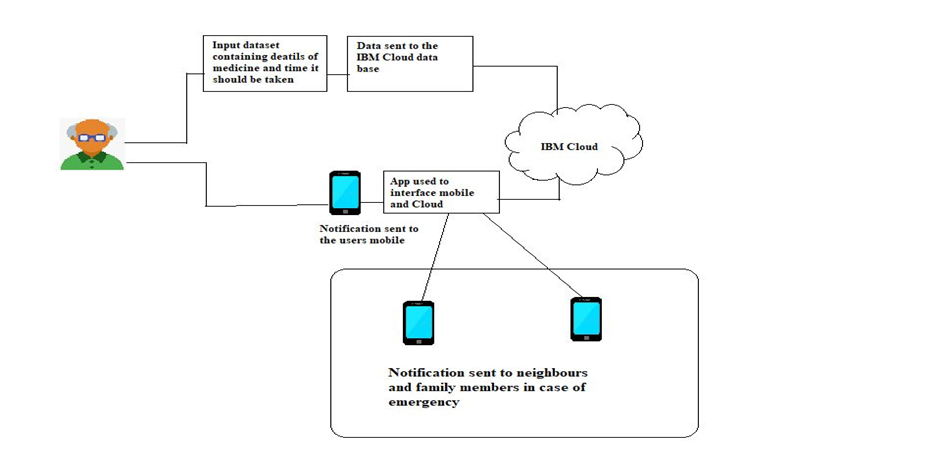 Input dataset
containing deatils of
medicine and time it
should be taken
Data sent to the
IBM Cloud data
base
IBM Cloud
App used to
interface mobile
and Cloud
Notification sent to
the users mobile
Notification sent to neighbours
and family members in case of
emergency